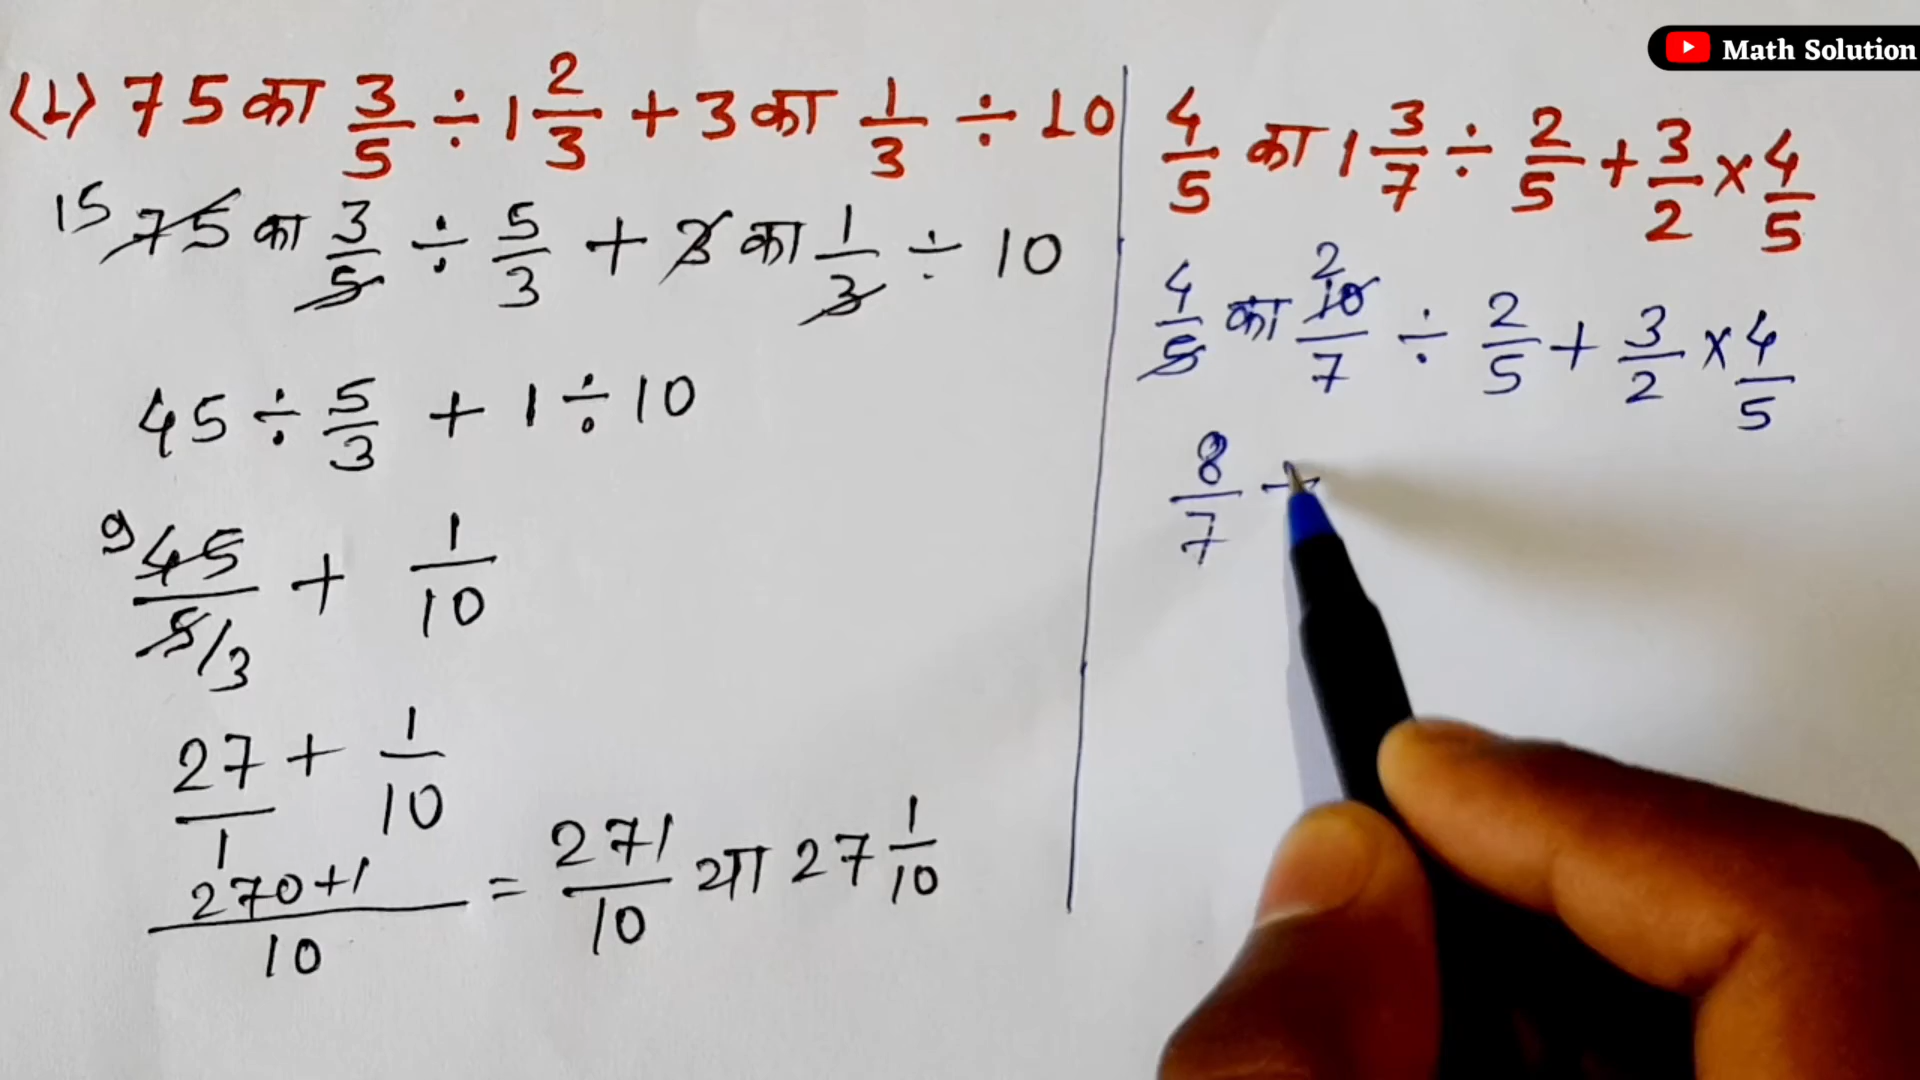 Math Solution
(1) 75 का 3/5 ÷ 1 2/3 + 3 का 1/3 ÷ 10
15 75 का 3/5 ÷ 5/3 + 3 का 1/3 ÷ 10
45 ÷ 5/3 + 1 ÷ 10
9 45/5/3 + 1/10
27/1 + 1/10
270+1/10 = 271/10 या 27 1/10
4/5 का 1 3/7 ÷ 2/5 + 3/2 × 4/5
4/5 का 2 10/7 ÷ 2/5 + 3/2 × 4/5
8/7 ÷